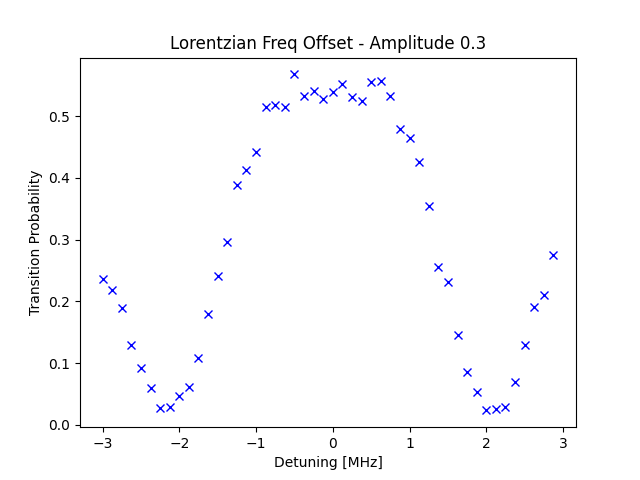 Lorentzian Freq Offset - Amplitude 0.3
Transition Probability
0.5
0.4
0.3
0.2
0.1
0.0
−3 −2 −1 0 1 2 3
Detuning [MHz]